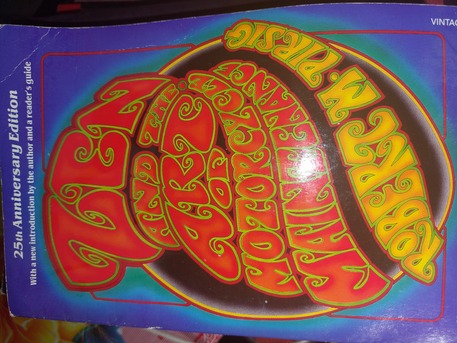 25th Anniversary Edition
With a new introduction by the author and a reader's guide
ZEN
AND THE
ART OF
MOTORCYCLE
MAINTENANCE
ROBERT M. PIRSIG